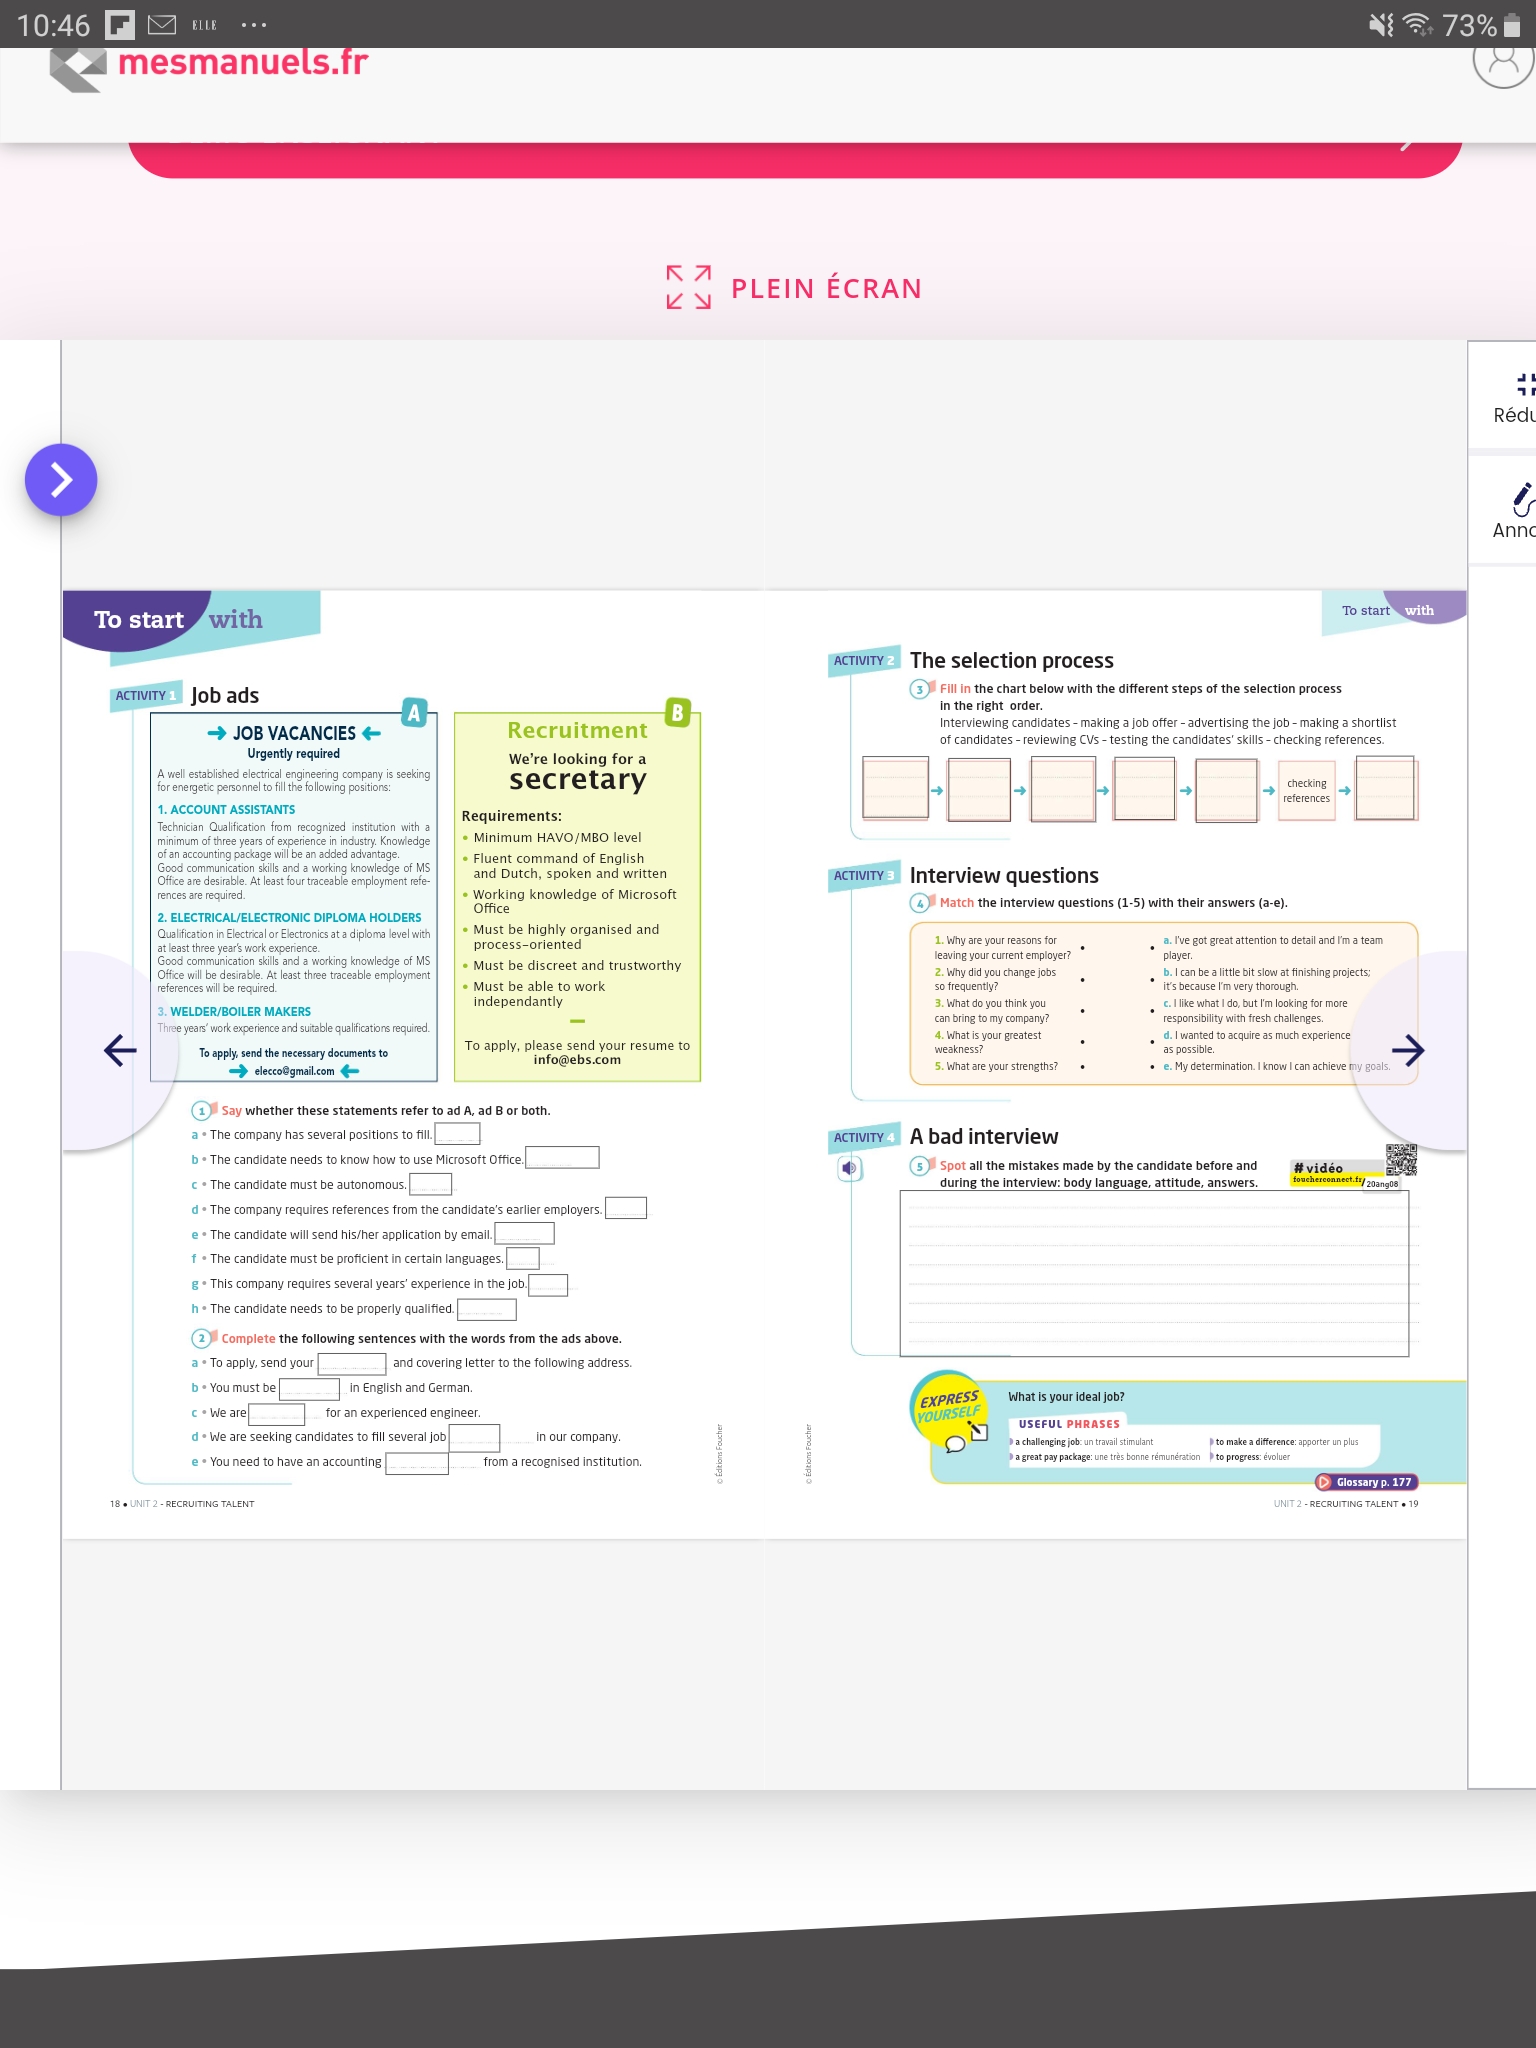 10:46
ELLE
73%
mesmanuels.fr
PLEIN ÉCRAN
Rédu
Anno
To start with
ACTIVITY 1 Job ads
A
JOB VACANCIES
Urgently required
A well established electrical engineering company is seeking
for energetic personnel to fill the following positions:
1. ACCOUNT ASSISTANTS
Technician Qualification from recognized institution with a
minimum of three years of experience in industry. Knowledge
of an accounting package will be an added advantage.
Good communication skills and a working knowledge of MS
Office are desirable. At least four traceable employment refe-
rences are required.
2. ELECTRICAL/ELECTRONIC DIPLOMA HOLDERS
Qualification in Electrical or Electronics at a diploma level with
at least three year's work experience.
Good communication skills and a working knowledge of MS
Office will be desirable. At least three traceable employment
references will be required.
3. WELDER/BOILER MAKERS
Three years' work experience and suitable qualifications required.
To apply, send the necessary documents to
elecco@gmail.com
B
Recruitment
We're looking for a
secretary
Requirements:
• Minimum HAVO/MBO level
• Fluent command of English
and Dutch, spoken and written
• Working knowledge of Microsoft
Office
• Must be highly organised and
process-oriented
• Must be discreet and trustworthy
• Must be able to work
independantly
To apply, please send your resume to
info@ebs.com
1 Say whether these statements refer to ad A, ad B or both.
a • The company has several positions to fill.
b • The candidate needs to know how to use Microsoft Office.
c • The candidate must be autonomous.
d • The company requires references from the candidate's earlier employers.
e • The candidate will send his/her application by email.
f • The candidate must be proficient in certain languages.
g • This company requires several years' experience in the job.
h • The candidate needs to be properly qualified.
2 Complete the following sentences with the words from the ads above.
a • To apply, send your and covering letter to the following address.
b • You must be in English and German.
c • We are for an experienced engineer.
d • We are seeking candidates to fill several job in our company.
e • You need to have an accounting from a recognised institution.
© Éditions Foucher
18 • UNIT 2 - RECRUITING TALENT
To start with
ACTIVITY 2 The selection process
3 Fill in the chart below with the different steps of the selection process
in the right order.
Interviewing candidates – making a job offer – advertising the job – making a shortlist
of candidates – reviewing CVs – testing the candidates' skills – checking references.
checking
references
ACTIVITY 3 Interview questions
4 Match the interview questions (1-5) with their answers (a-e).
1. Why are your reasons for
leaving your current employer? •
2. Why did you change jobs
so frequently? •
3. What do you think you
can bring to my company? •
4. What is your greatest
weakness? •
5. What are your strengths? •
• a. I've got great attention to detail and I'm a team
player.
• b. I can be a little bit slow at finishing projects;
it's because I'm very thorough.
• c. I like what I do, but I'm looking for more
responsibility with fresh challenges.
• d. I wanted to acquire as much experience
as possible.
• e. My determination. I know I can achieve my goals.
ACTIVITY 4 A bad interview
5 Spot all the mistakes made by the candidate before and
during the interview: body language, attitude, answers.
# vidéo
foucherconnect.fr/20ang08
EXPRESS
YOURSELF
What is your ideal job?
USEFUL PHRASES
a challenging job: un travail stimulant
a great pay package: une très bonne rémunération
to make a difference: apporter un plus
to progress: évoluer
Glossary p. 177
© Éditions Foucher
UNIT 2 - RECRUITING TALENT • 19